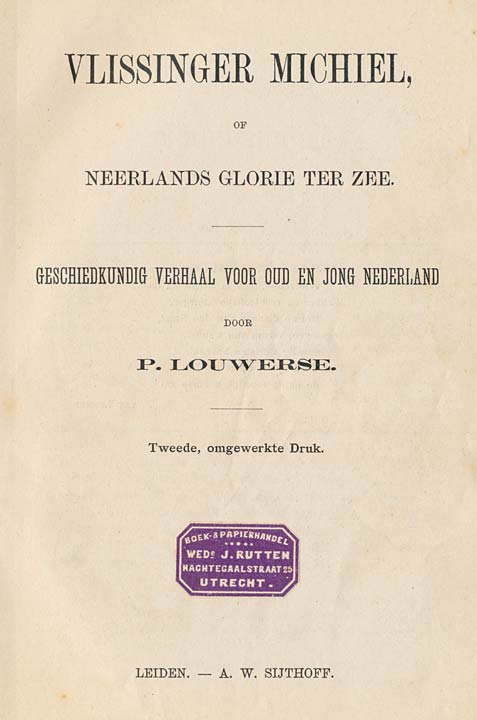 VLISSINGER MICHIEL,
OF
NEERLANDS GLORIE TER ZEE.
GESCHIEDKUNDIG VERHAAL VOOR OUD EN JONG NEDERLAND
DOOR
P. LOUWERSE.
Tweede, omgewerkte Druk.
BOEK- & PAPIERHANDEL
WEDE J. RUTTEN
NACHTEGAALSTRAAT 25
UTRECHT.
LEIDEN. — A. W. SIJTHOFF.